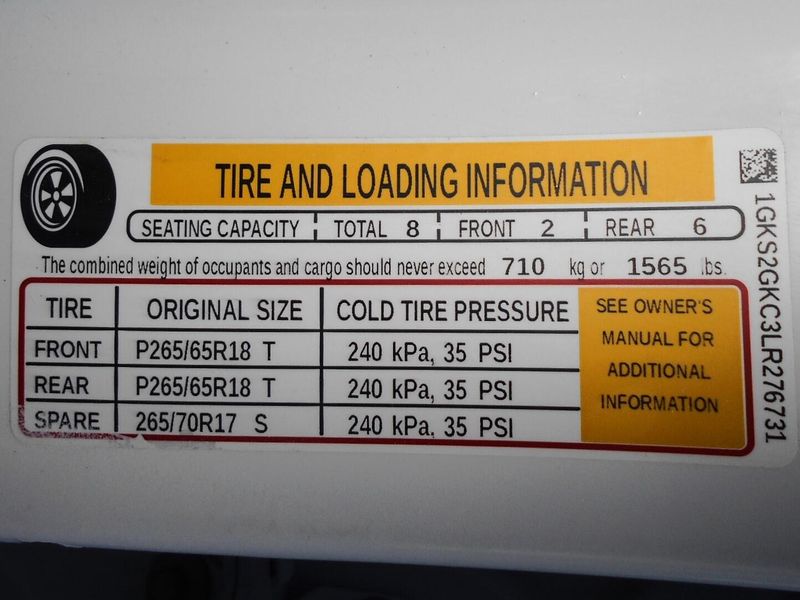 TIRE AND LOADING INFORMATION
SEATING CAPACITY TOTAL 8 FRONT 2 REAR 6
The combined weight of occupants and cargo should never exceed 710 kg or 1565 lbs.
TIRE ORIGINAL SIZE COLD TIRE PRESSURE
FRONT P265/65R18 T 240 kPa, 35 PSI
REAR P265/65R18 T 240 kPa, 35 PSI
SPARE 265/70R17 S 240 kPa, 35 PSI
SEE OWNER'S
MANUAL FOR
ADDITIONAL
INFORMATION
1GKS2GKC3LR276731